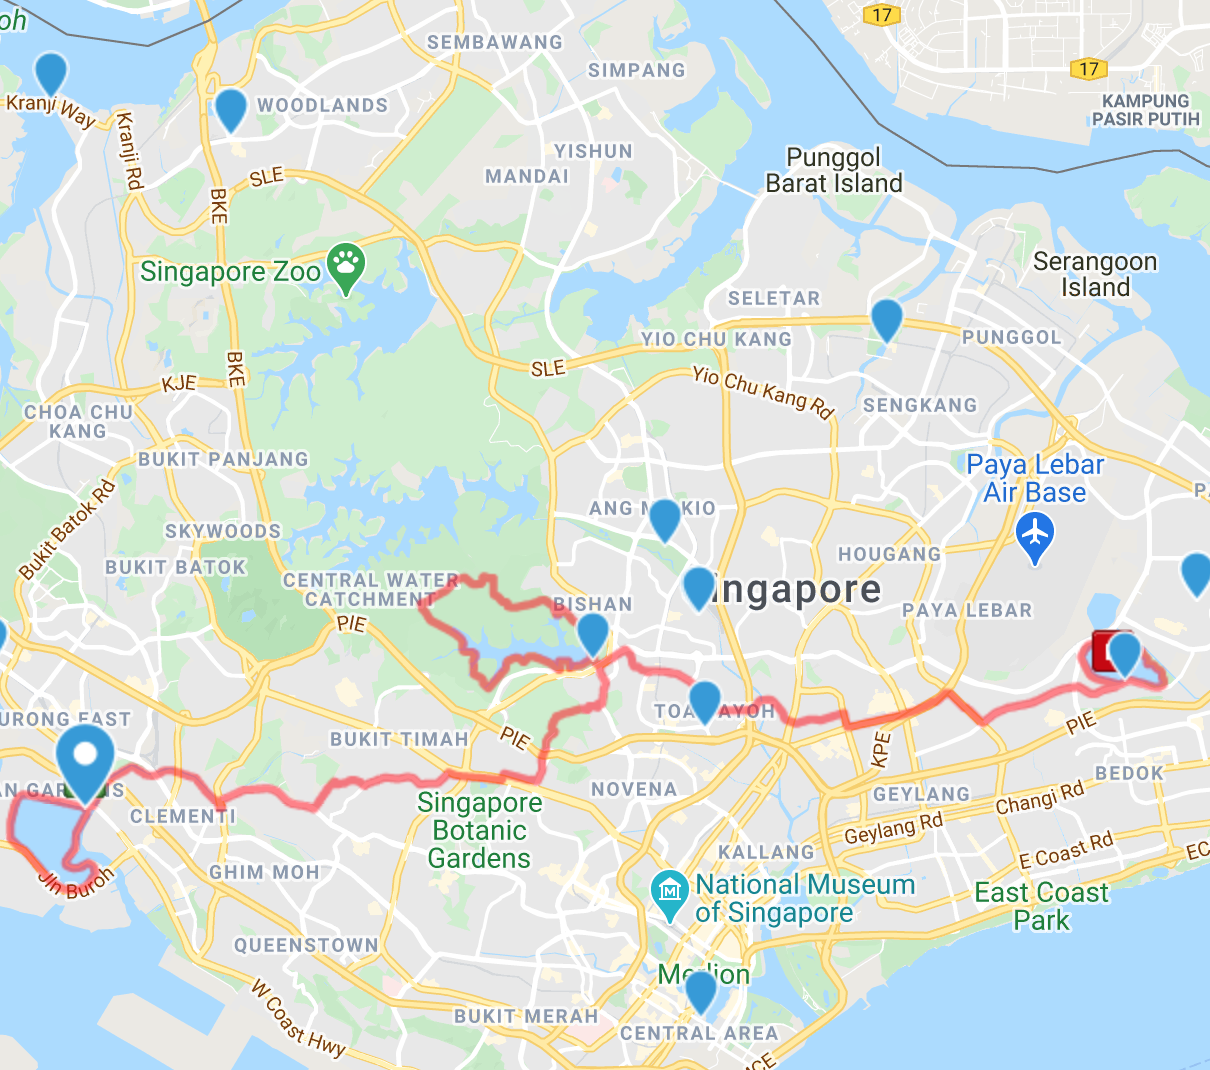 oh
17
SEMBAWANG
SIMPANG
17
Kranji Way
WOODLANDS
KAMPUNG
PASIR PUTIH
Kranji Rd
YISHUN
Punggol
Barat Island
SLE
MANDAI
BKE
Singapore Zoo
Serangoon
Island
SELETAR
YIO CHU KANG
PUNGGOL
BKE
SLE
KJE
Yio Chu Kang Rd
CHOA CHU
KANG
SENGKANG
BUKIT PANJANG
Paya Lebar
Air Base
Bukit Batok Rd
ANG M KIO
SKYWOODS
HOUGANG
BUKIT BATOK
CENTRAL WATER
CATCHMENT
BISHAN
ingapore
PAYA LEBAR
PIE
URONG EAST
TOA AYOH
PIE
BUKIT TIMAH
PIE
KPE
BEDOK
AN GAR NS
NOVENA
GEYLANG
Changi Rd
Singapore
Botanic
Gardens
CLEMENTI
Geylang Rd
KALLANG
E Coast Rd
EC
GHIM MOH
Jln Buroh
National Museum
of Singapore
East Coast
Park
QUEENSTOWN
Me lion
W Coast Hwy
BUKIT MERAH
CENTRAL AREA
CE